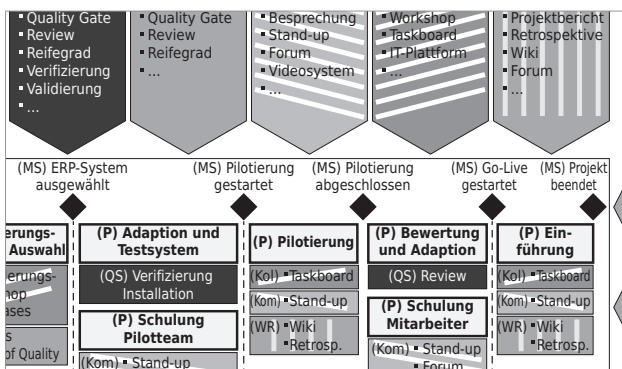 Quality Gate
Review
Reifegrad
Verifizierung
Validierung
...
Quality Gate
Review
Reifegrad
...
Besprechung
Stand-up
Forum
Videosystem
...
Workshop
Taskboard
IT-Plattform
...
Projektbericht
Retrospektive
Wiki
Forum
...
(MS) ERP-System
ausgewählt
(MS) Pilotierung
gestartet
(MS) Pilotierung
abgeschlossen
(MS) Go-Live
gestartet
(MS) Projekt
beendet
erungs-
Auswahl
erungs-
hop
ases
s
of Quality
(P) Adaption und
Testsystem
(QS) Verifizierung
Installation
(P) Schulung
Pilotteam
(Kom) Stand-up
(P) Pilotierung
(Kol) Taskboard
(Kom) Stand-up
(WR) Wiki
Retrosp.
(P) Bewertung
und Adaption
(QS) Review
(P) Schulung
Mitarbeiter
(Kom) Stand-up
Forum
(P) Ein-
führung
(Kol) Taskboard
(Kom) Stand-up
(WR) Wiki
Retrosp.